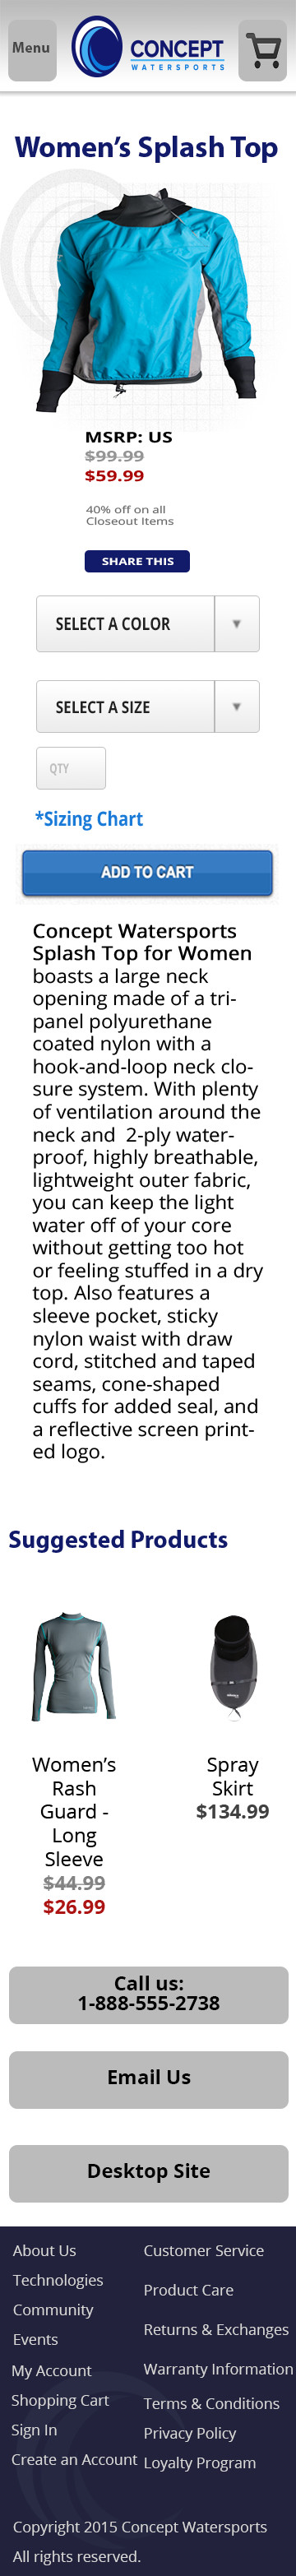 Menu
CONCEPT
WATERSPORTS
Women's Splash Top
MSRP: US
$99.99
$59.99
40% off on all
Closeout Items
SHARE THIS
SELECT A COLOR
SELECT A SIZE
QTY
*Sizing Chart
ADD TO CART
Concept Watersports
Splash Top for Women
boasts a large neck
opening made of a tri-
panel polyurethane
coated nylon with a
hook-and-loop neck clo-
sure system. With plenty
of ventilation around the
neck and  2-ply water-
proof, highly breathable,
lightweight outer fabric,
you can keep the light
water off of your core
without getting too hot
or feeling stuffed in a dry
top. Also features a
sleeve pocket, sticky
nylon waist with draw
cord, stitched and taped
seams, cone-shaped
cuffs for added seal, and
a reflective screen print-
ed logo.
Suggested Products
Women's
Rash
Guard -
Long
Sleeve
$44.99
$26.99
Spray
Skirt
$134.99
Call us:
1-888-555-2738
Email Us
Desktop Site
About Us
Technologies
Community
Events
My Account
Shopping Cart
Sign In
Create an Account
Customer Service
Product Care
Returns & Exchanges
Warranty Information
Terms & Conditions
Privacy Policy
Loyalty Program
Copyright 2015 Concept Watersports
All rights reserved.